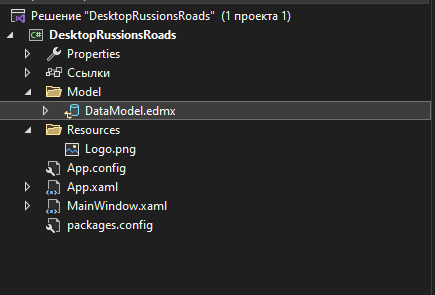 Решение "DesktopRussionsRoads" (1 проекта 1)
C# DesktopRussionsRoads
Properties
Ссылки
Model
DataModel.edmx
Resources
Logo.png
App.config
App.xaml
MainWindow.xaml
packages.config